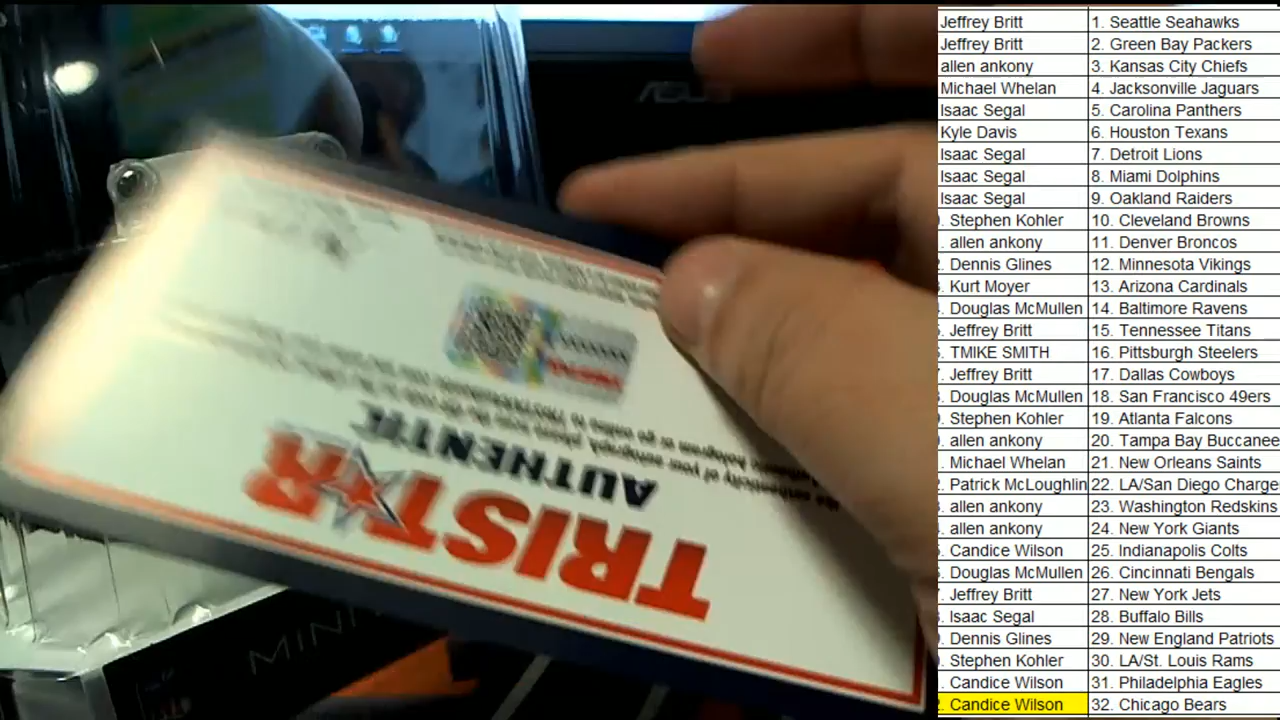 ASUS
TRISTAR
AUTHENTIC
MINI
Jeffrey Britt 1. Seattle Seahawks
Jeffrey Britt 2. Green Bay Packers
allen ankony 3. Kansas City Chiefs
Michael Whelan 4. Jacksonville Jaguars
Isaac Segal 5. Carolina Panthers
Kyle Davis 6. Houston Texans
Isaac Segal 7. Detroit Lions
Isaac Segal 8. Miami Dolphins
Isaac Segal 9. Oakland Raiders
. Stephen Kohler 10. Cleveland Browns
. allen ankony 11. Denver Broncos
. Dennis Glines 12. Minnesota Vikings
. Kurt Moyer 13. Arizona Cardinals
. Douglas McMullen 14. Baltimore Ravens
. Jeffrey Britt 15. Tennessee Titans
. TMIKE SMITH 16. Pittsburgh Steelers
. Jeffrey Britt 17. Dallas Cowboys
. Douglas McMullen 18. San Francisco 49ers
. Stephen Kohler 19. Atlanta Falcons
. allen ankony 20. Tampa Bay Buccanee
. Michael Whelan 21. New Orleans Saints
. Patrick McLoughlin 22. LA/San Diego Charge
. allen ankony 23. Washington Redskins
. allen ankony 24. New York Giants
. Candice Wilson 25. Indianapolis Colts
. Douglas McMullen 26. Cincinnati Bengals
. Jeffrey Britt 27. New York Jets
. Isaac Segal 28. Buffalo Bills
. Dennis Glines 29. New England Patriots
. Stephen Kohler 30. LA/St. Louis Rams
. Candice Wilson 31. Philadelphia Eagles
. Candice Wilson 32. Chicago Bears